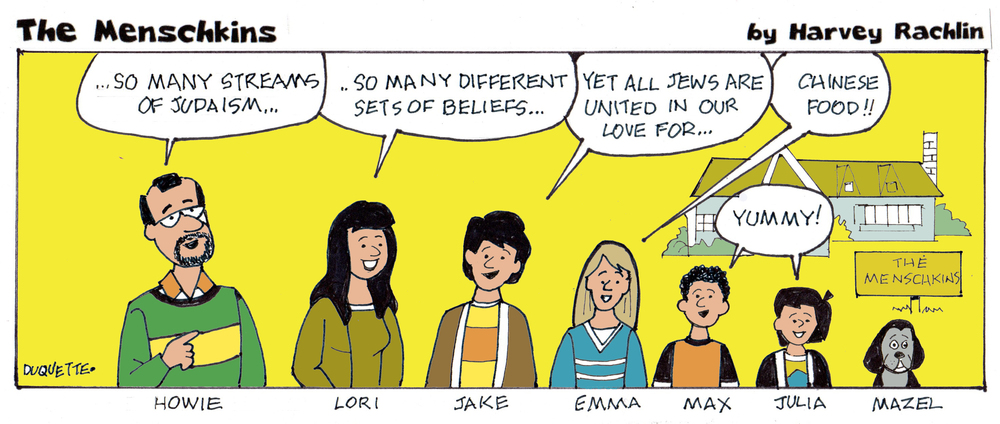 The Menschkins
by Harvey Rachlin
...SO MANY STREAMS
OF JUDAISM...
..SO MANY DIFFERENT
SETS OF BELIEFS...
YET ALL JEWS ARE
UNITED IN OUR
LOVE FOR...
CHINESE
FOOD!!
YUMMY!
THE
MENSCHKINS
DUQUETTE.
HOWIE
LORI
JAKE
EMMA
MAX
JULIA
MAZEL